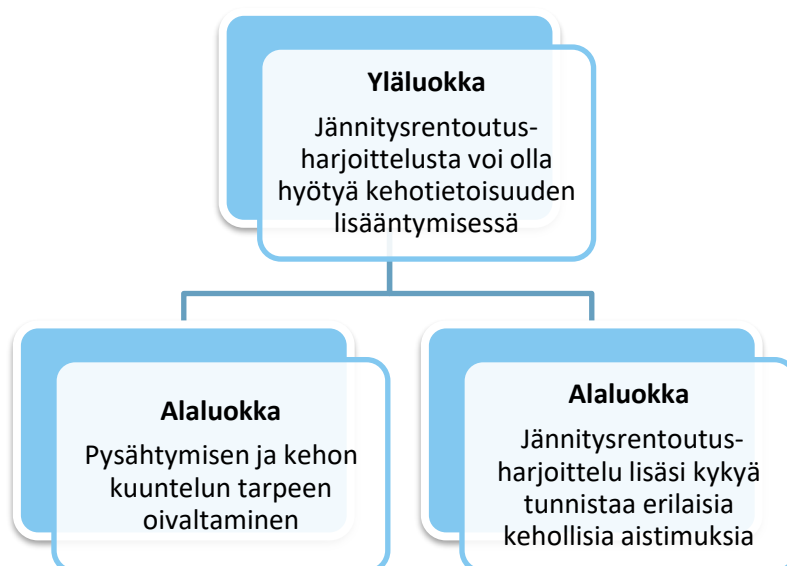 Yläluokka
Jännitysrentoutus-
harjoittelusta voi olla
hyötyä kehotietoisuuden
lisääntymisessä
Alaluokka
Pysähtymisen ja kehon
kuuntelun tarpeen
oivaltaminen
Alaluokka
Jännitysrentoutus-
harjoittelu lisäsi kykyä
tunnistaa erilaisia
kehollisia aistimuksia